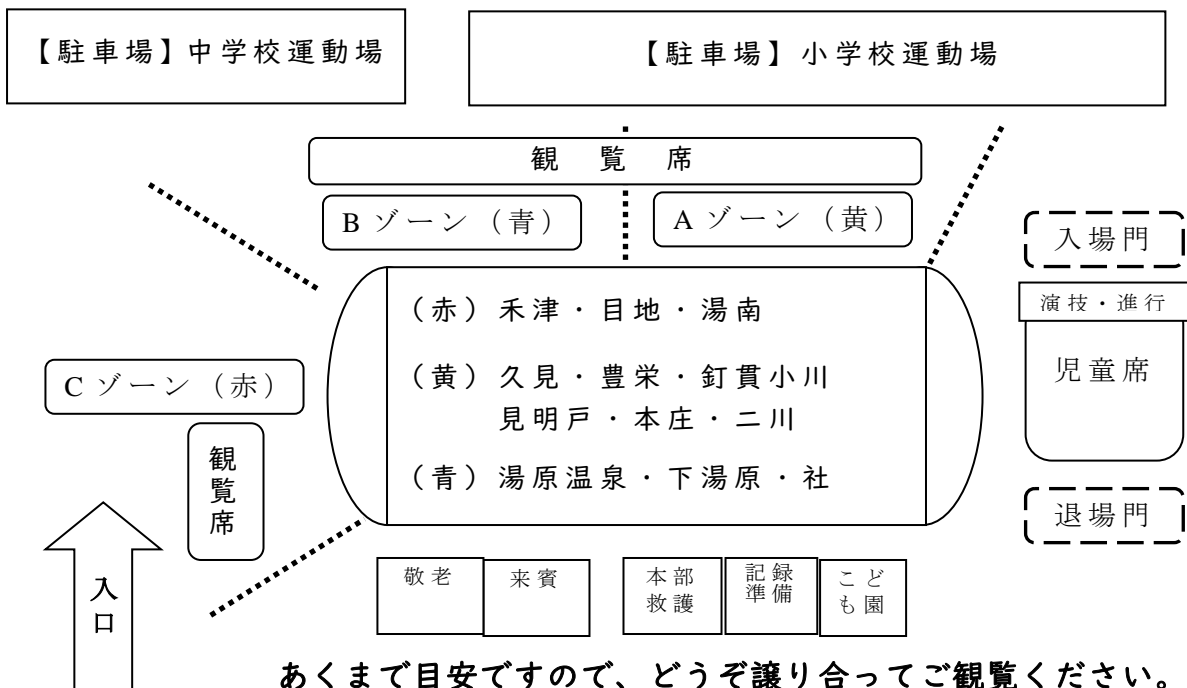 【駐車場】中学校運動場
【駐車場】小学校運動場
観覧席
Bゾーン（青）
Aゾーン（黄）
入場門
演技・進行
児童席
退場門
（赤）禾津・目地・湯南
（黄）久見・豊栄・釘貫小川
見明戸・本庄・二川
（青）湯原温泉・下湯原・社
Cゾーン（赤）
観覧席
入口
敬老
来賓
本部
救護
記録
準備
こど
も園
あくまで目安ですので、どうぞ譲り合ってご観覧ください。